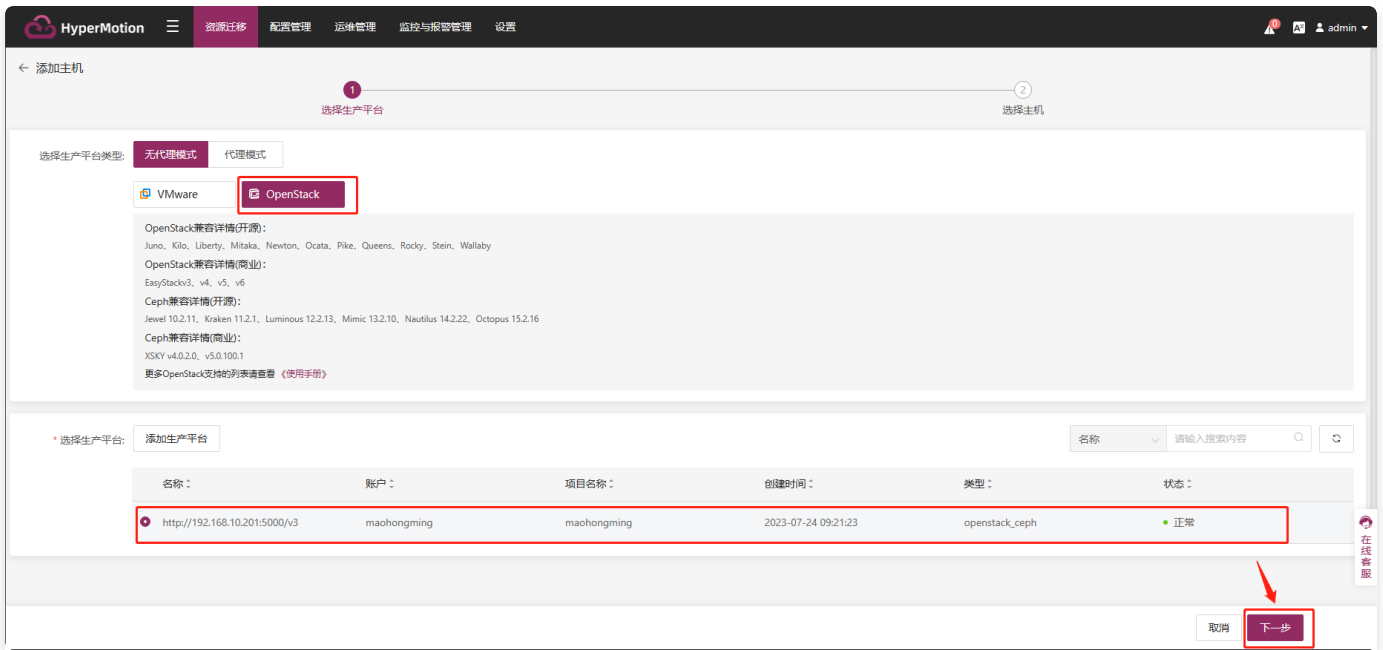 HyperMotion 资源迁移 配置管理 运维管理 监控与报警管理 设置 0 admin
← 添加主机
1 2
选择生产平台 选择主机
选择生产平台类型: 无代理模式 代理模式
VMware OpenStack
OpenStack兼容详情(开源):
Juno、Kilo、Liberty、Mitaka、Newton、Ocata、Pike、Queens、Rocky、Stein、Wallaby
OpenStack兼容详情(商业):
EasyStackv3、v4、v5、v6
Ceph兼容详情(开源):
Jewel 10.2.11、Kraken 11.2.1、Luminous 12.2.13、Mimic 13.2.10、Nautilus 14.2.22、Octopus 15.2.16
Ceph兼容详情(商业):
XSKY v4.0.2.0、v5.0.100.1
更多OpenStack支持的列表请查看 《使用手册》
* 选择生产平台: 添加生产平台 名称 请输入搜索内容
名称 账户 项目名称 创建时间 类型 状态
http://192.168.10.201:5000/v3 maohongming maohongming 2023-07-24 09:21:23 openstack_ceph 正常
在线客服
取消 下一步